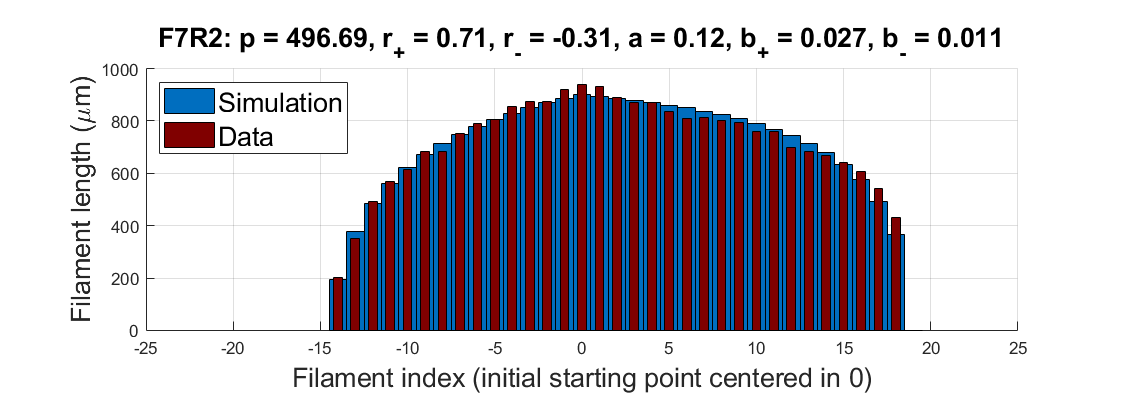 F7R2: p = 496.69, r₊ = 0.71, r₋ = -0.31, a = 0.12, b₊ = 0.027, b₋ = 0.011
1000
800
600
400
200
0
Filament length (μm)
Simulation
Data
-25 -20 -15 -10 -5 0 5 10 15 20 25
Filament index (initial starting point centered in 0)